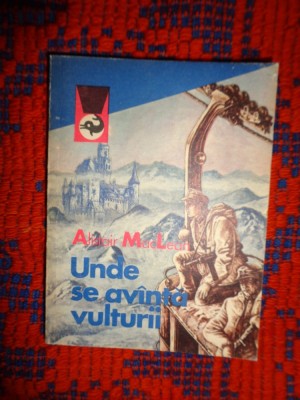 Alistair MacLean
Unde
se avîntă
vulturii